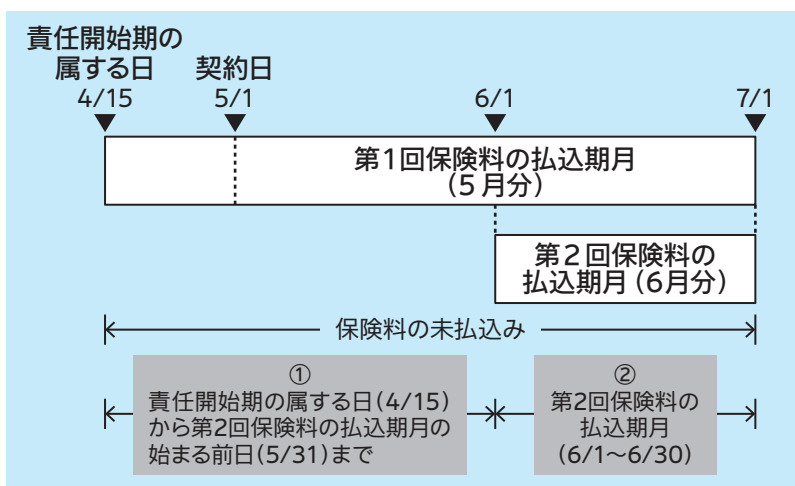 責任開始期の
属する日
4/15
契約日
5/1
6/1
7/1
第1回保険料の払込期月
(5月分)
第2回保険料の
払込期月(6月分)
保険料の未払込み
①
責任開始期の属する日(4/15)
から第2回保険料の払込期月の
始まる前日(5/31)まで
②
第2回保険料の
払込期月
(6/1〜6/30)